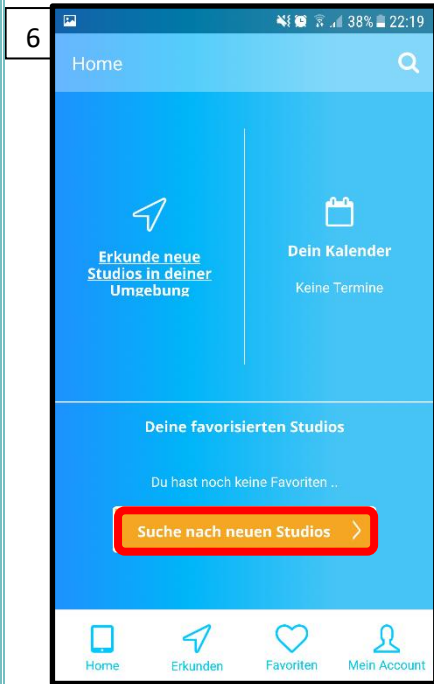 6
38% 22:19
Home
Erkunde neue
Studios in deiner
Umgebung
Dein Kalender
Keine Termine
Deine favorisierten Studios
Du hast noch keine Favoriten ..
Suche nach neuen Studios
Home
Erkunden
Favoriten
Mein Account